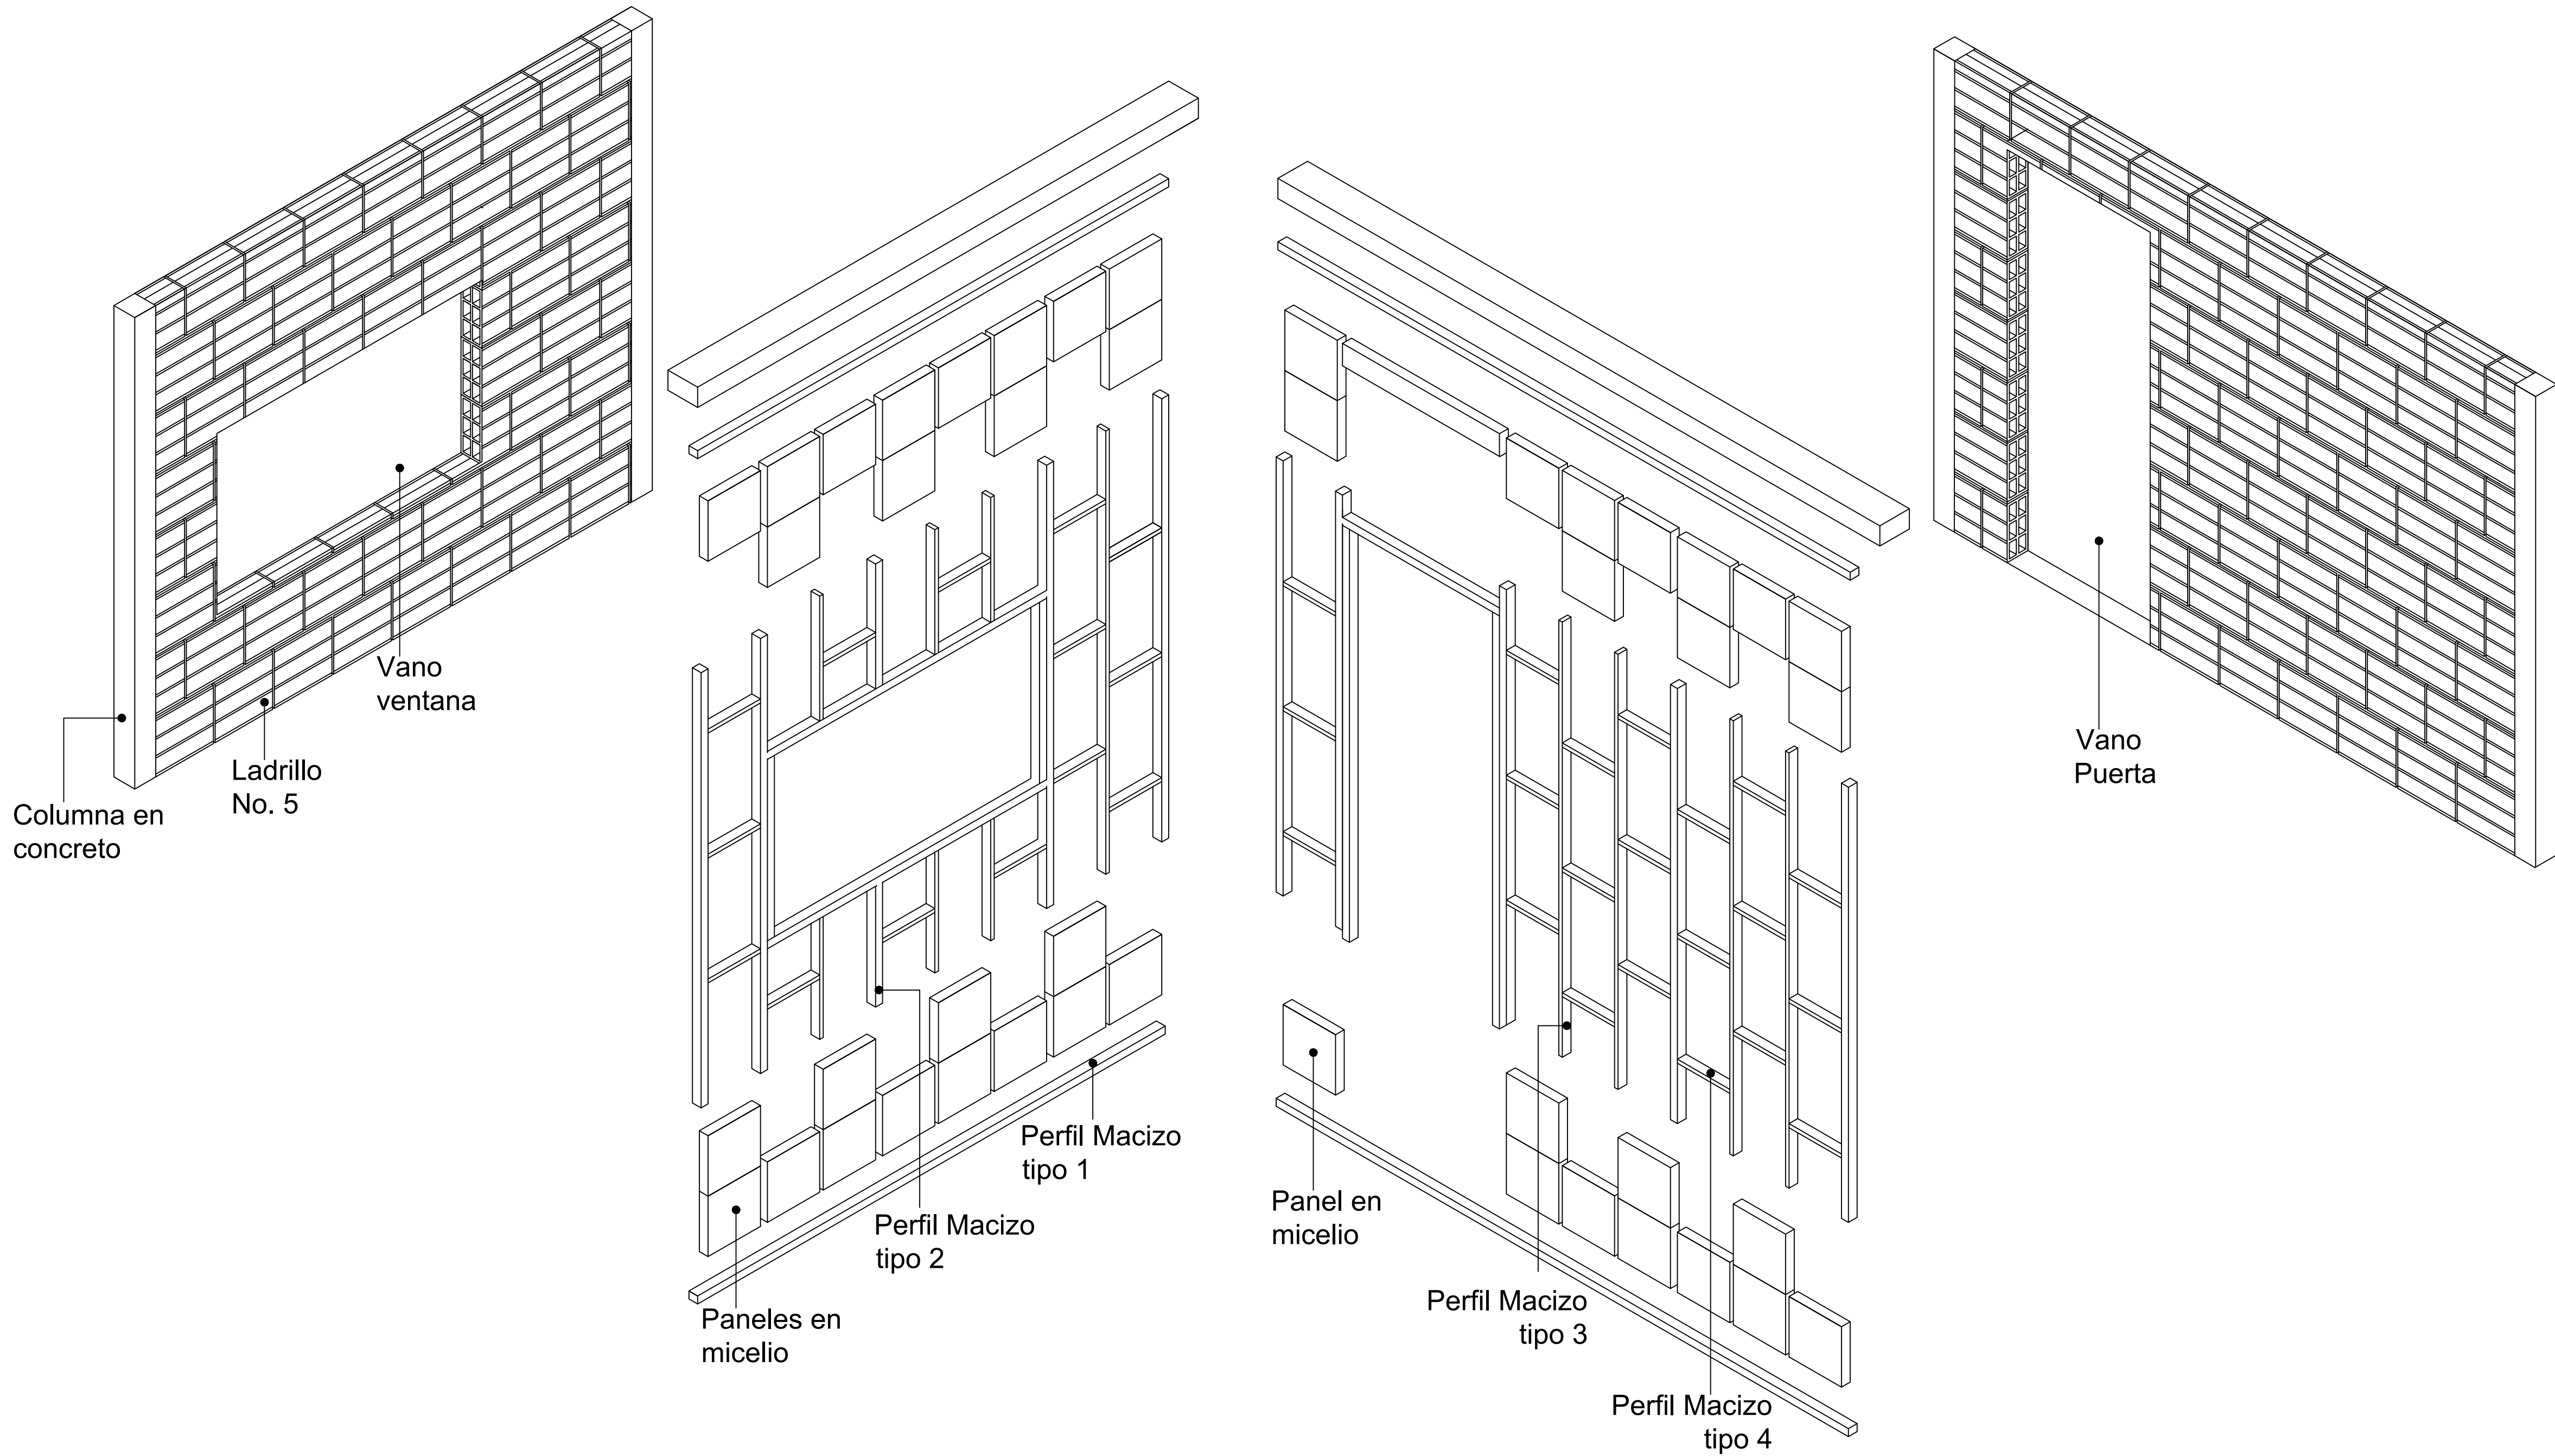 Vano
ventana
Ladrillo
No. 5
Columna en
concreto
Perfil Macizo
tipo 1
Perfil Macizo
tipo 2
Paneles en
micelio
Panel en
micelio
Perfil Macizo
tipo 3
Perfil Macizo
tipo 4
Vano
Puerta